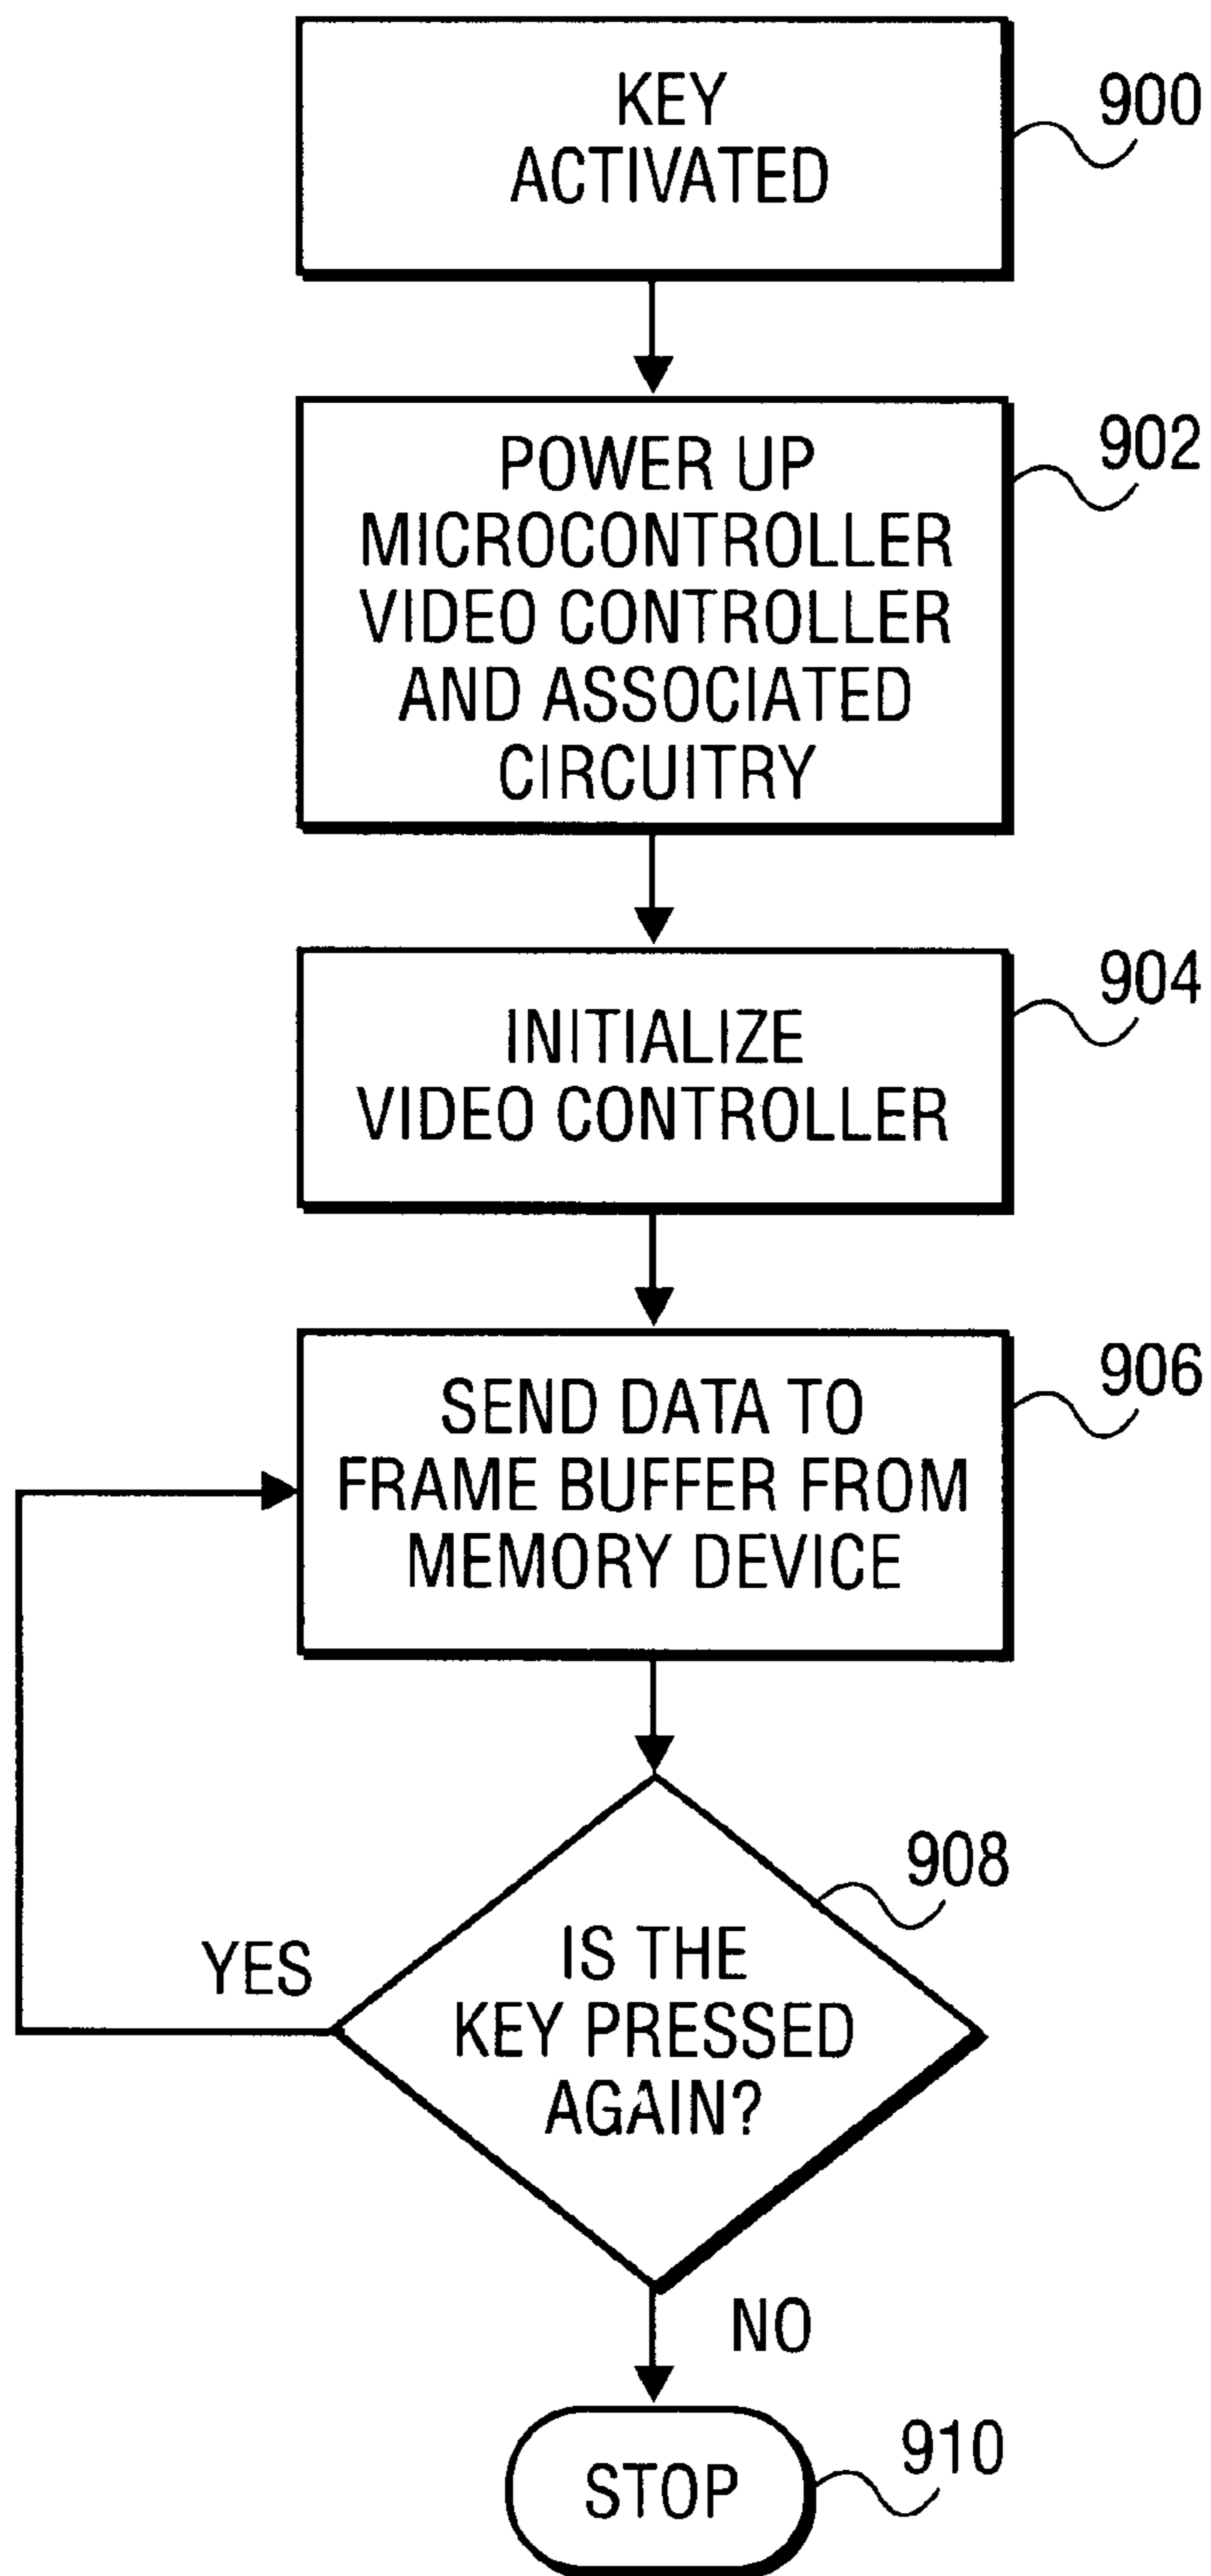 KEY
ACTIVATED
900
POWER UP
MICROCONTROLLER
VIDEO CONTROLLER
AND ASSOCIATED
CIRCUITRY
902
INITIALIZE
VIDEO CONTROLLER
904
SEND DATA TO
FRAME BUFFER FROM
MEMORY DEVICE
906
IS THE
KEY PRESSED
AGAIN?
908
YES
NO
STOP
910